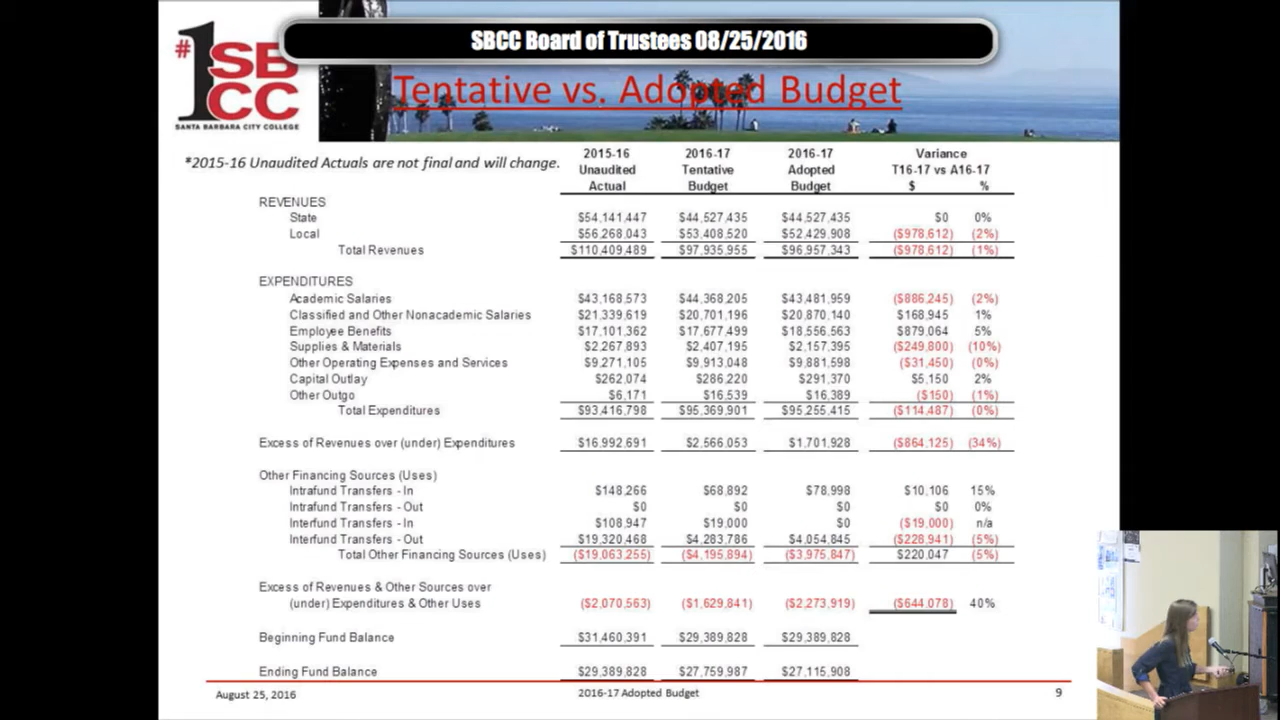 SBCC Board of Trustees 08/25/2016
#1 SB
CC
SANTA BARBARA CITY COLLEGE
Tentative vs. Adopted Budget
*2015-16 Unaudited Actuals are not final and will change.
2015-16 2016-17 2016-17 Variance
Unaudited Tentative Adopted T16-17 vs A16-17
Actual Budget Budget $ %
REVENUES
State $54,141,447 $44,527,435 $44,527,435 $0 0%
Local $56,268,043 $53,408,520 $52,429,908 ($978,612) (2%)
Total Revenues $110,409,489 $97,935,955 $96,957,343 ($978,612) (1%)
EXPENDITURES
Academic Salaries $43,168,573 $44,368,205 $43,481,959 ($886,245) (2%)
Classified and Other Nonacademic Salaries $21,339,619 $20,701,196 $20,870,140 $168,945 1%
Employee Benefits $17,101,362 $17,677,499 $18,556,563 $879,064 5%
Supplies & Materials $2,267,893 $2,407,195 $2,157,395 ($249,800) (10%)
Other Operating Expenses and Services $9,271,105 $9,913,048 $9,881,598 ($31,450) (0%)
Capital Outlay $262,074 $286,220 $291,370 $5,150 2%
Other Outgo $6,171 $16,539 $16,389 ($150) (1%)
Total Expenditures $93,416,798 $95,369,901 $95,255,415 ($114,487) (0%)
Excess of Revenues over (under) Expenditures $16,992,691 $2,566,053 $1,701,928 ($864,125) (34%)
Other Financing Sources (Uses)
Intrafund Transfers - In $148,266 $68,892 $78,998 $10,106 15%
Intrafund Transfers - Out $0 $0 $0 $0 0%
Interfund Transfers - In $108,947 $19,000 $0 ($19,000) n/a
Interfund Transfers - Out $19,320,468 $4,283,786 $4,054,845 ($228,941) (5%)
Total Other Financing Sources (Uses) ($19,063,255) ($4,195,894) ($3,975,847) $220,047 (5%)
Excess of Revenues & Other Sources over
(under) Expenditures & Other Uses ($2,070,563) ($1,629,841) ($2,273,919) ($644,078) 40%
Beginning Fund Balance $31,460,391 $29,389,828 $29,389,828
Ending Fund Balance $29,389,828 $27,759,987 $27,115,908
August 25, 2016 2016-17 Adopted Budget 9